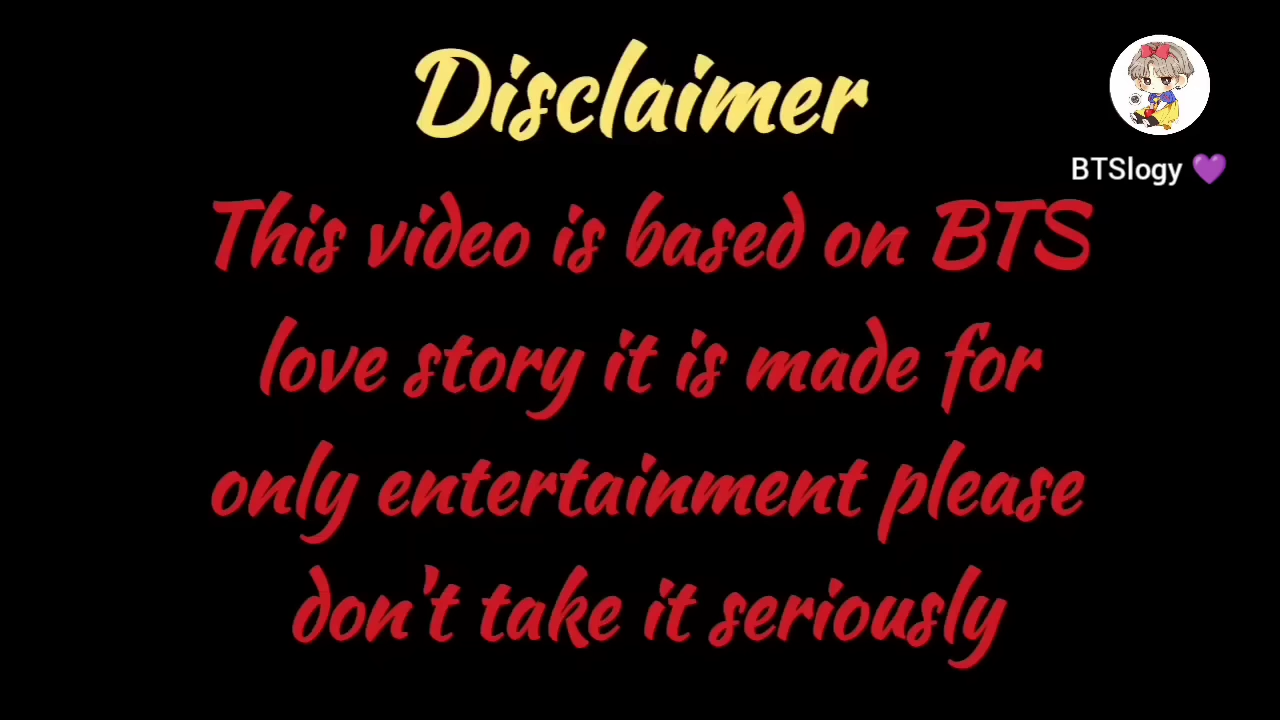 Disclaimer
BTSlogy 💜
This video is based on BTS
love story it is made for
only entertainment please
don't take it seriously